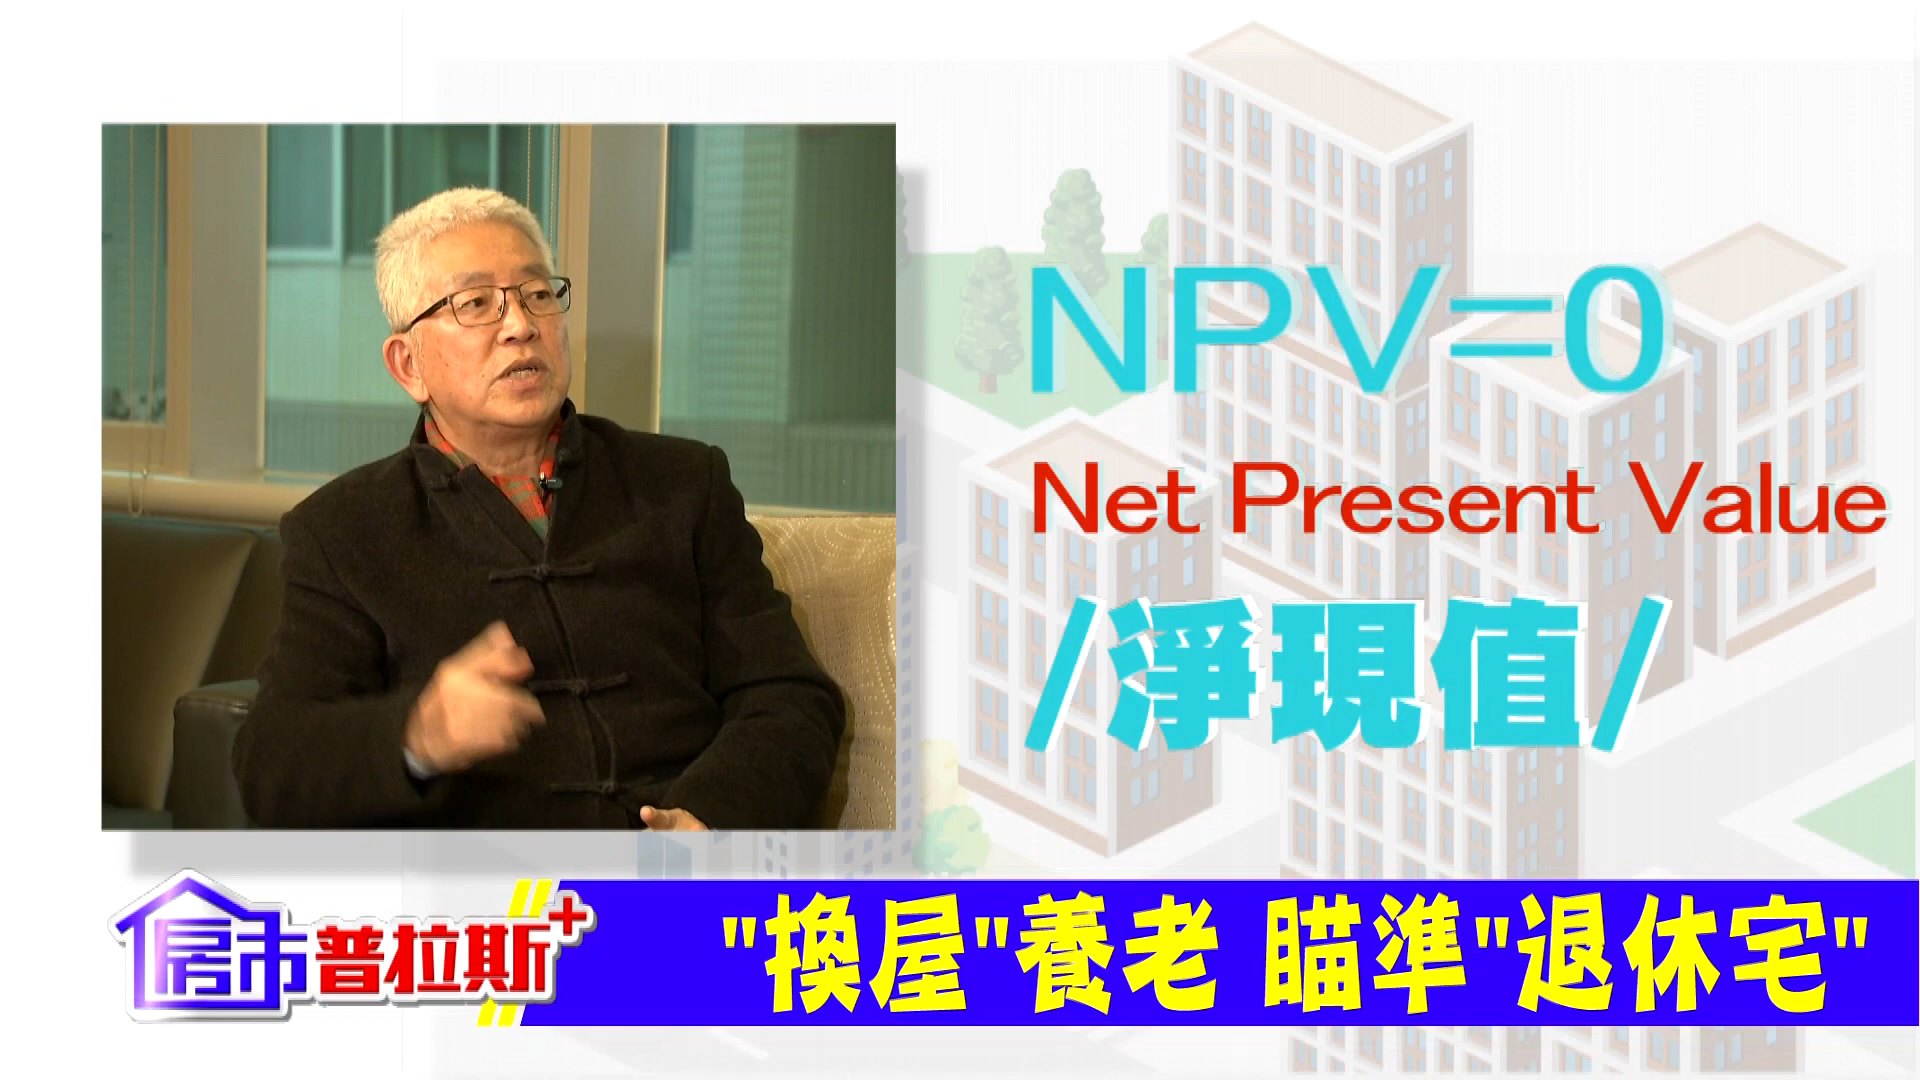 NPV=0
Net Present Value
/淨現值/
房市普拉斯+
"換屋"養老 瞄準"退休宅"